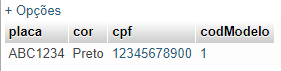 + Opções
placa cor cpf codModelo
ABC1234 Preto 12345678900 1